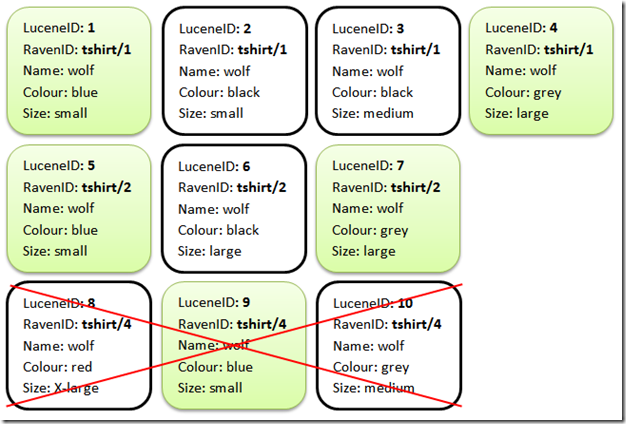 LuceneID: 1
RavenID: tshirt/1
Name: wolf
Colour: blue
Size: small
LuceneID: 2
RavenID: tshirt/1
Name: wolf
Colour: black
Size: small
LuceneID: 3
RavenID: tshirt/1
Name: wolf
Colour: black
Size: medium
LuceneID: 4
RavenID: tshirt/1
Name: wolf
Colour: grey
Size: large
LuceneID: 5
RavenID: tshirt/2
Name: wolf
Colour: blue
Size: small
LuceneID: 6
RavenID: tshirt/2
Name: wolf
Colour: black
Size: large
LuceneID: 7
RavenID: tshirt/2
Name: wolf
Colour: grey
Size: large
LuceneID: 8
RavenID: tshirt/4
Name: wolf
Colour: red
Size: X-large
LuceneID: 9
RavenID: tshirt/4
Name: wolf
Colour: blue
Size: small
LuceneID: 10
RavenID: tshirt/4
Name: wolf
Colour: grey
Size: medium